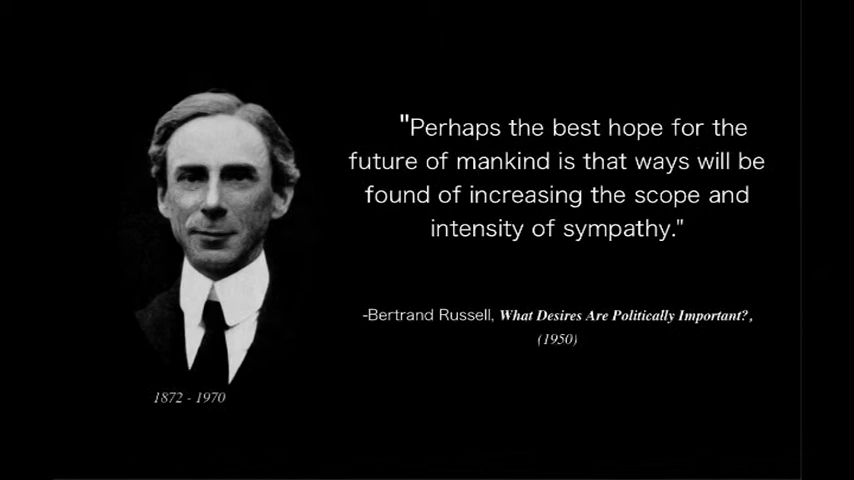 "Perhaps the best hope for the
future of mankind is that ways will be
found of increasing the scope and
intensity of sympathy."
-Bertrand Russell, What Desires Are Politically Important?,
(1950)
1872 - 1970